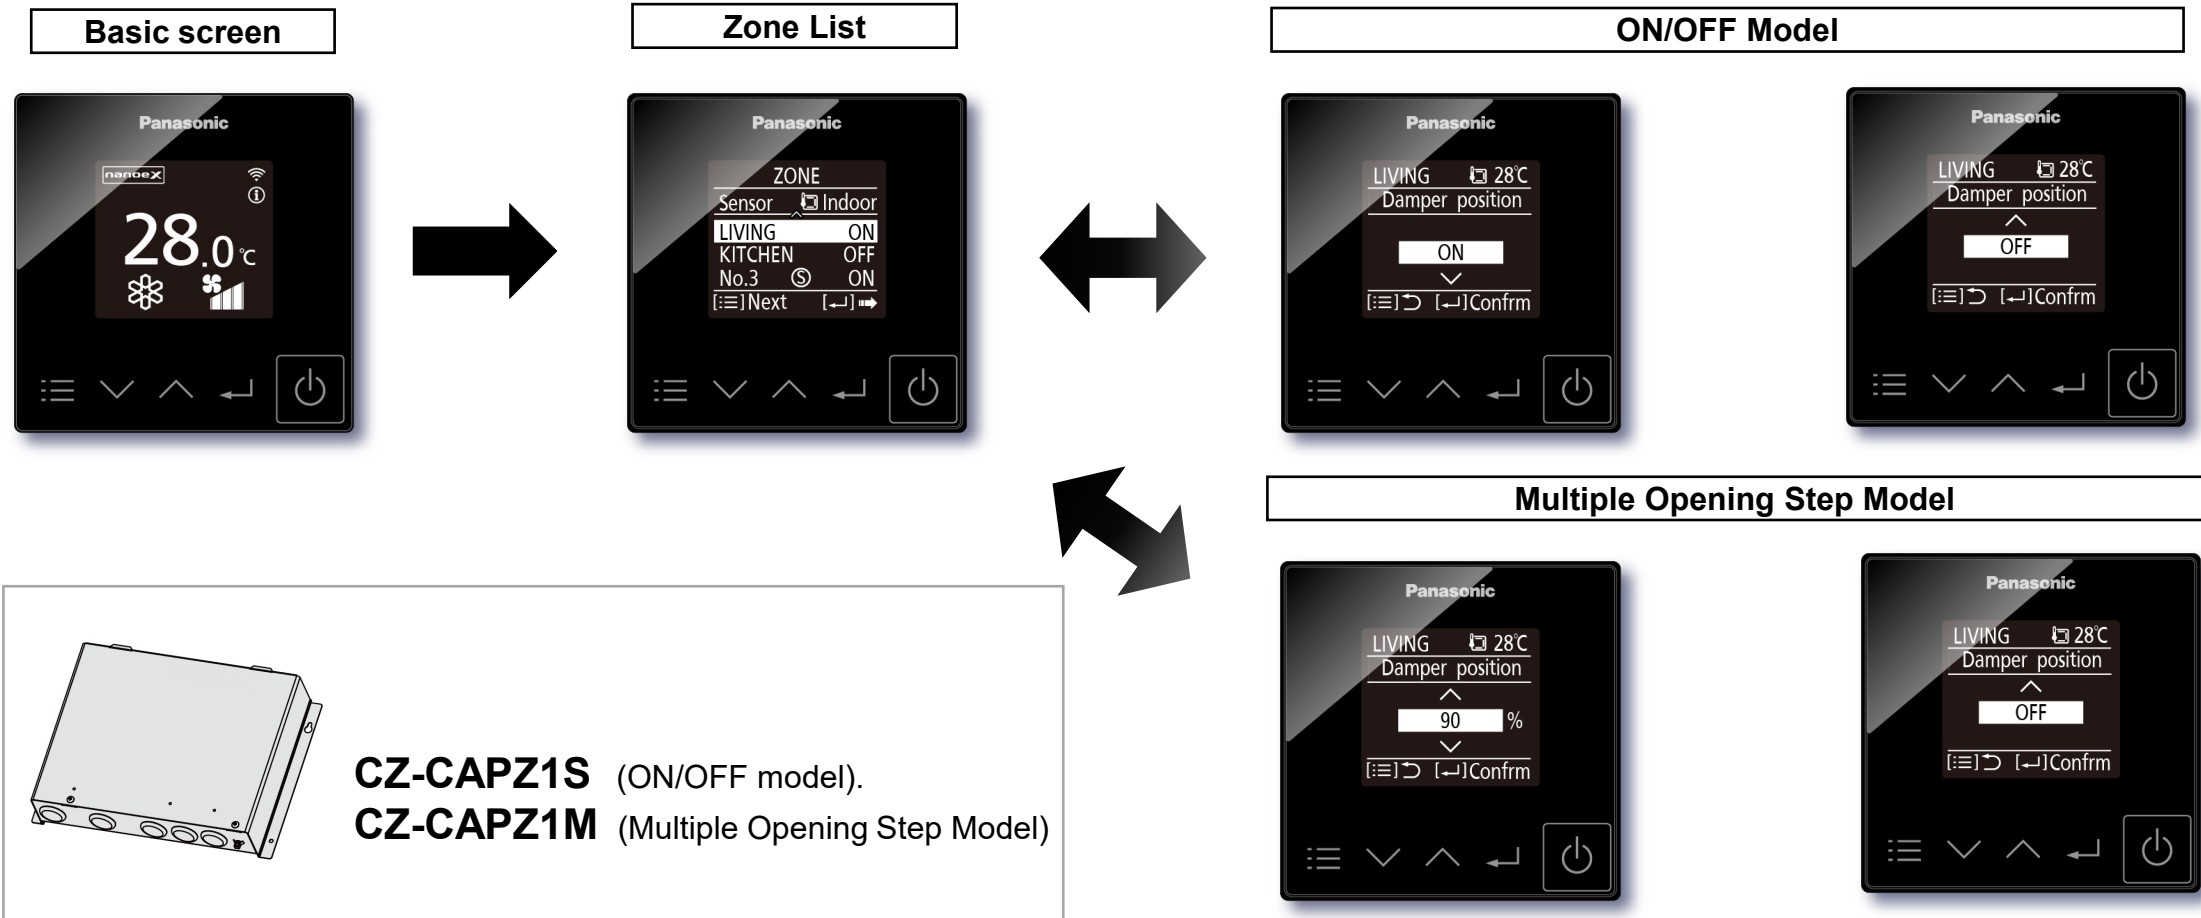 Basic screen
Zone List
ON/OFF Model
Panasonic
nanoeX
28.0℃
Panasonic
ZONE
Sensor Indoor
LIVING ON
KITCHEN OFF
No.3 Ⓢ ON
[]Next []
Panasonic
LIVING 28℃
Damper position
ON
[] []Confrm
Panasonic
LIVING 28℃
Damper position
OFF
[] []Confrm
Multiple Opening Step Model
Panasonic
LIVING 28℃
Damper position
90 %
[] []Confrm
Panasonic
LIVING 28℃
Damper position
OFF
[] []Confrm
CZ-CAPZ1S (ON/OFF model).
CZ-CAPZ1M (Multiple Opening Step Model)